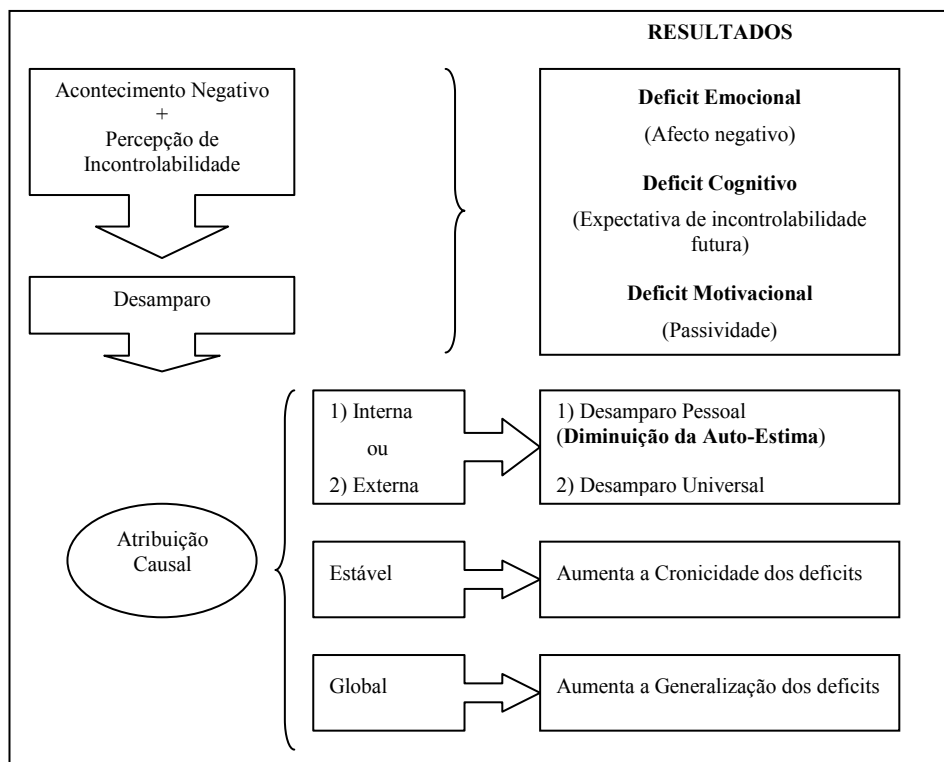 RESULTADOS
Acontecimento Negativo
+
Percepção de
Incontrolabilidade
Desamparo
Deficit Emocional
(Afecto negativo)
Deficit Cognitivo
(Expectativa de incontrolabilidade
futura)
Deficit Motivacional
(Passividade)
Atribuição
Causal
1) Interna
ou
2) Externa
1) Desamparo Pessoal
(Diminuição da Auto-Estima)
2) Desamparo Universal
Estável
Aumenta a Cronicidade dos deficits
Global
Aumenta a Generalização dos deficits